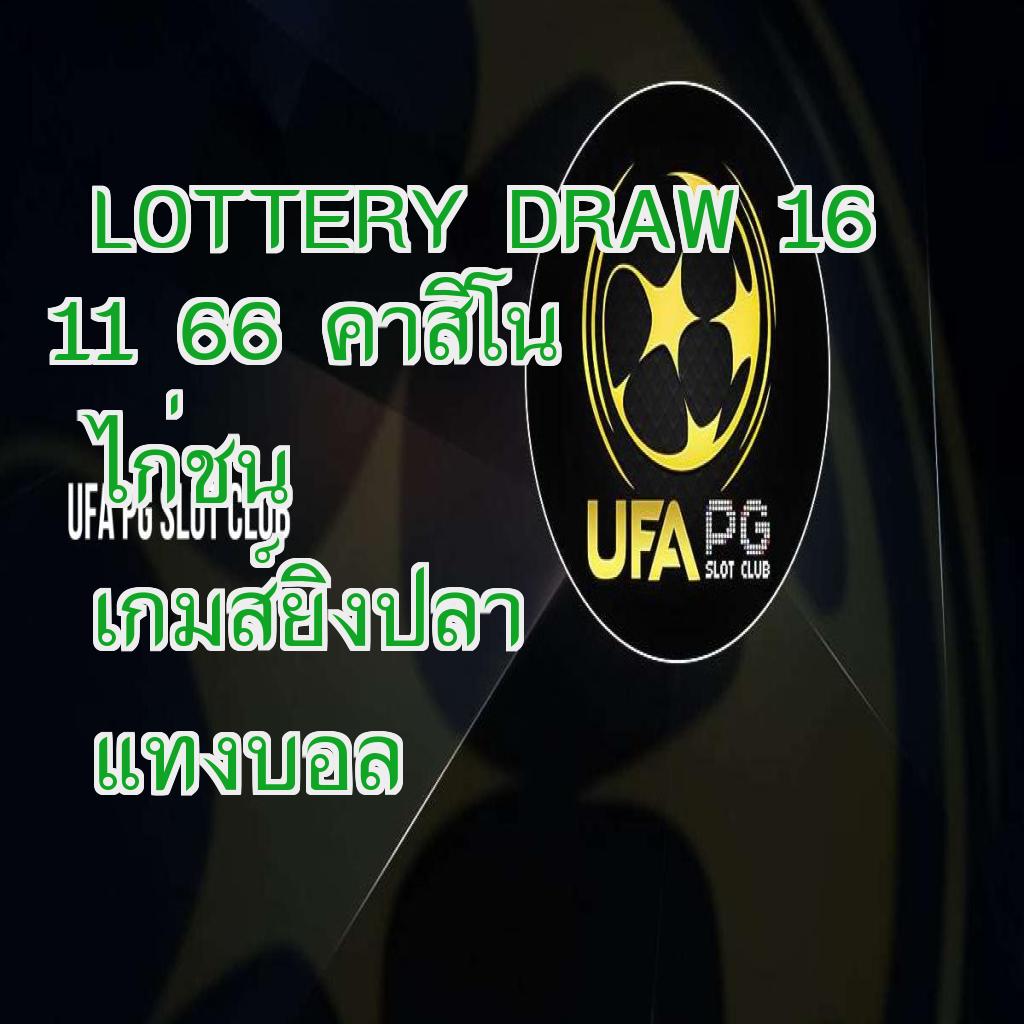 LOTTERY DRAW 16
11 66 คาสิโน
ไก่ชน
UFA PG SLOT CLUB
เกมส์ยิงปลา
แทงบอล
UFA PG
SLOT CLUB